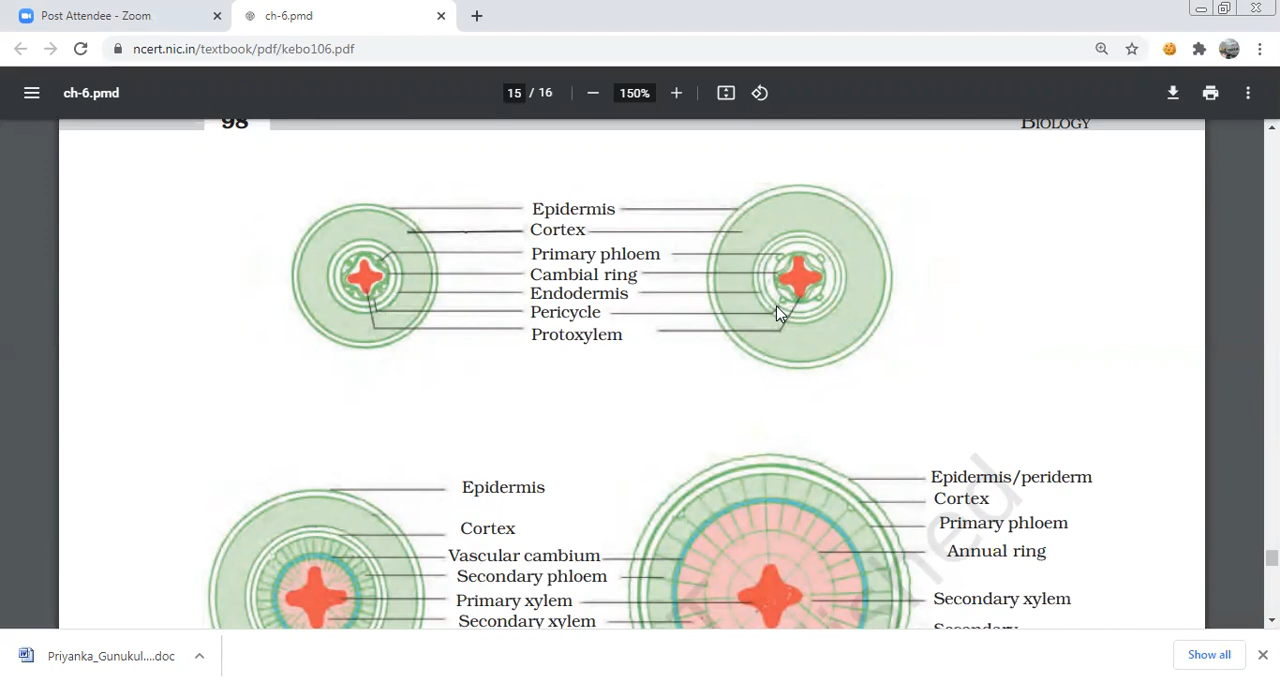 Post Attendee - Zoom
ch-6.pmd
ncert.nic.in/textbook/pdf/kebo106.pdf
ch-6.pmd
15 / 16
150%
98
BIOLOGY
Epidermis
Cortex
Primary phloem
Cambial ring
Endodermis
Pericycle
Protoxylem
Epidermis
Cortex
Vascular cambium
Secondary phloem
Primary xylem
Secondary xylem
Epidermis/periderm
Cortex
Primary phloem
Annual ring
Secondary xylem
Secondary
Priyanka_Gunukul....doc
Show all